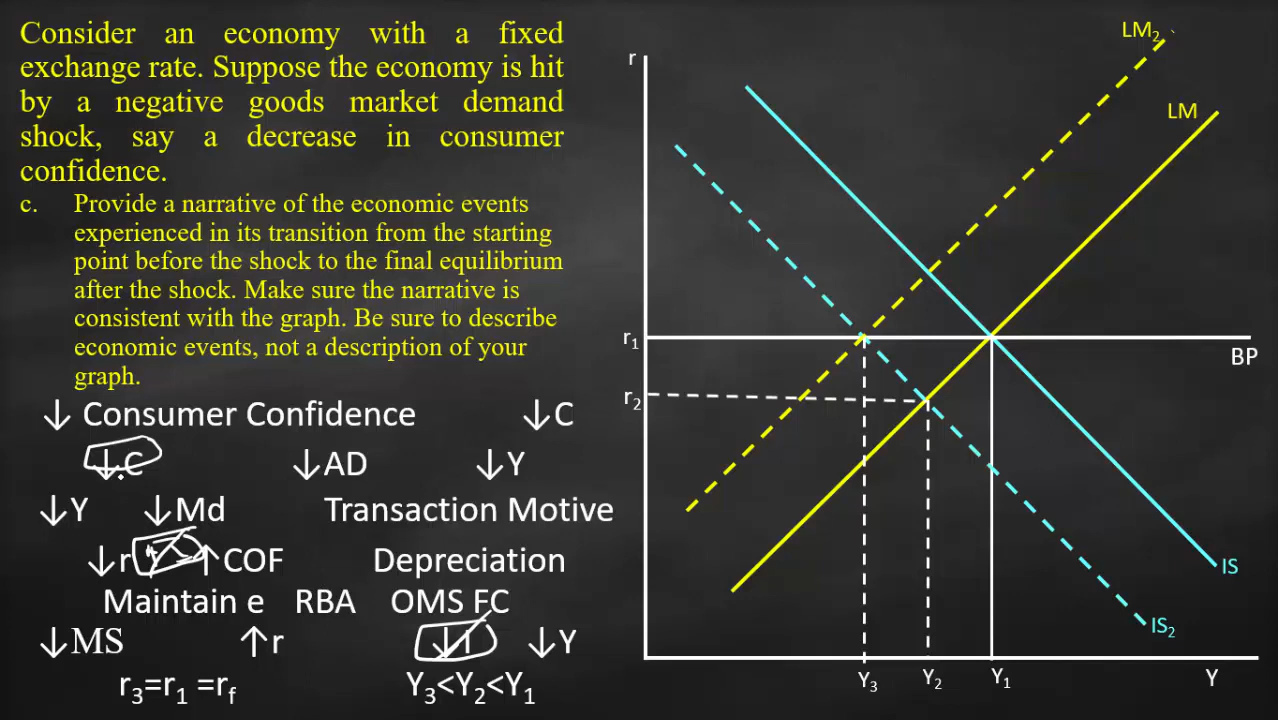 Consider an economy with a fixed
exchange rate. Suppose the economy is hit
by a negative goods market demand
shock, say a decrease in consumer
confidence.
c. Provide a narrative of the economic events
experienced in its transition from the starting
point before the shock to the final equilibrium
after the shock. Make sure the narrative is
consistent with the graph. Be sure to describe
economic events, not a description of your
graph.
↓ Consumer Confidence ↓C
↓C ↓AD ↓Y
↓Y ↓Md Transaction Motive
↓r ↑COF Depreciation
Maintain e RBA OMS FC
↓MS ↑r ↓I ↓Y
r₃=r₁ =r_f Y₃<Y₂<Y₁
r
LM₂
LM
r₁
BP
r₂
IS
IS₂
Y₃ Y₂ Y₁ Y